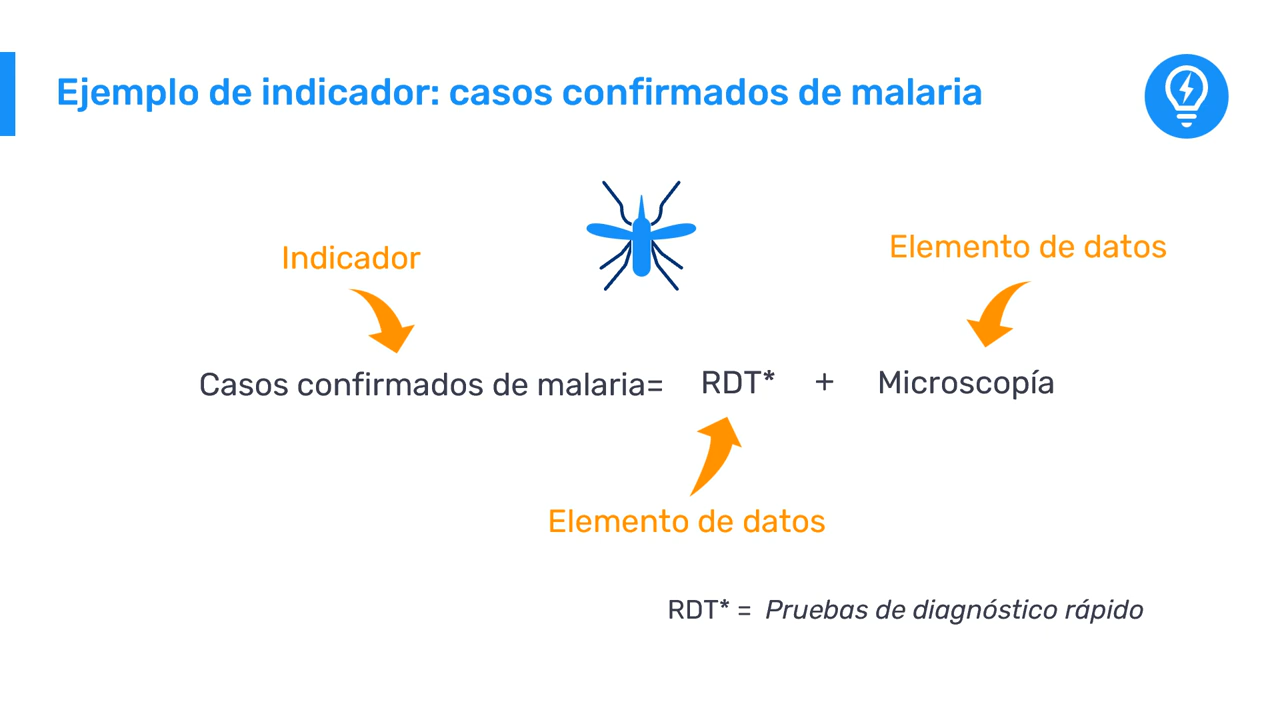 Ejemplo de indicador: casos confirmados de malaria
Indicador
Elemento de datos
Casos confirmados de malaria= RDT* + Microscopía
Elemento de datos
RDT* = Pruebas de diagnóstico rápido